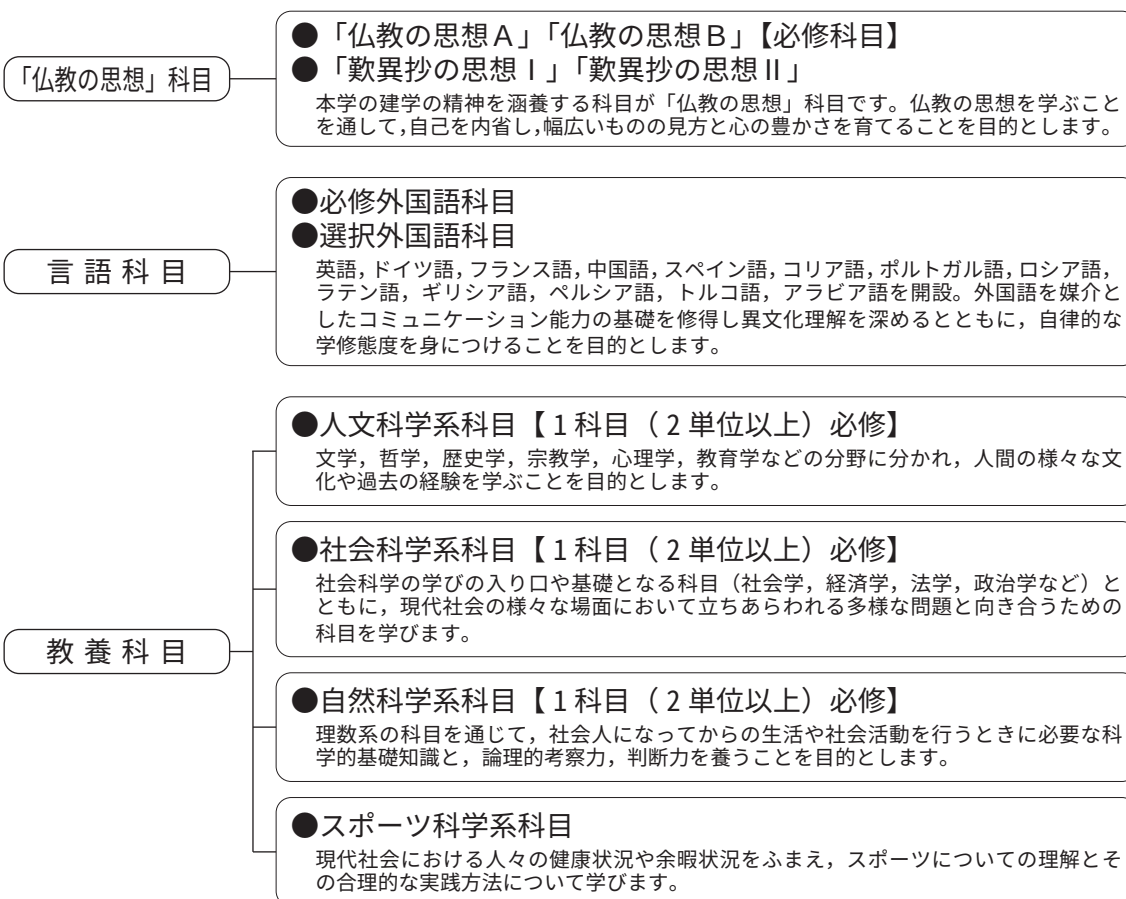 「仏教の思想」科目
●「仏教の思想A」「仏教の思想B」【必修科目】
●「歎異抄の思想Ⅰ」「歎異抄の思想Ⅱ」
本学の建学の精神を涵養する科目が「仏教の思想」科目です。仏教の思想を学ぶこと
を通して，自己を内省し，幅広いものの見方と心の豊かさを育てることを目的とします。
言語科目
●必修外国語科目
●選択外国語科目
英語，ドイツ語，フランス語，中国語，スペイン語，コリア語，ポルトガル語，ロシア語，
ラテン語，ギリシア語，ペルシア語，トルコ語，アラビア語を開設。外国語を媒介と
したコミュニケーション能力の基礎を修得し異文化理解を深めるとともに，自律的な
学修態度を身につけることを目的とします。
教養科目
●人文科学系科目【1科目（2単位以上）必修】
文学，哲学，歴史学，宗教学，心理学，教育学などの分野に分かれ，人間の様々な文
化や過去の経験を学ぶことを目的とします。
●社会科学系科目【1科目（2単位以上）必修】
社会科学の学びの入り口や基礎となる科目（社会学，経済学，法学，政治学など）と
ともに，現代社会の様々な場面において立ちあらわれる多様な問題と向き合うための
科目を学びます。
●自然科学系科目【1科目（2単位以上）必修】
理数系の科目を通じて，社会人になってからの生活や社会活動を行うときに必要な科
学的基礎知識と，論理的考察力，判断力を養うことを目的とします。
●スポーツ科学系科目
現代社会における人々の健康状況や余暇状況をふまえ，スポーツについての理解とそ
の合理的な実践方法について学びます。